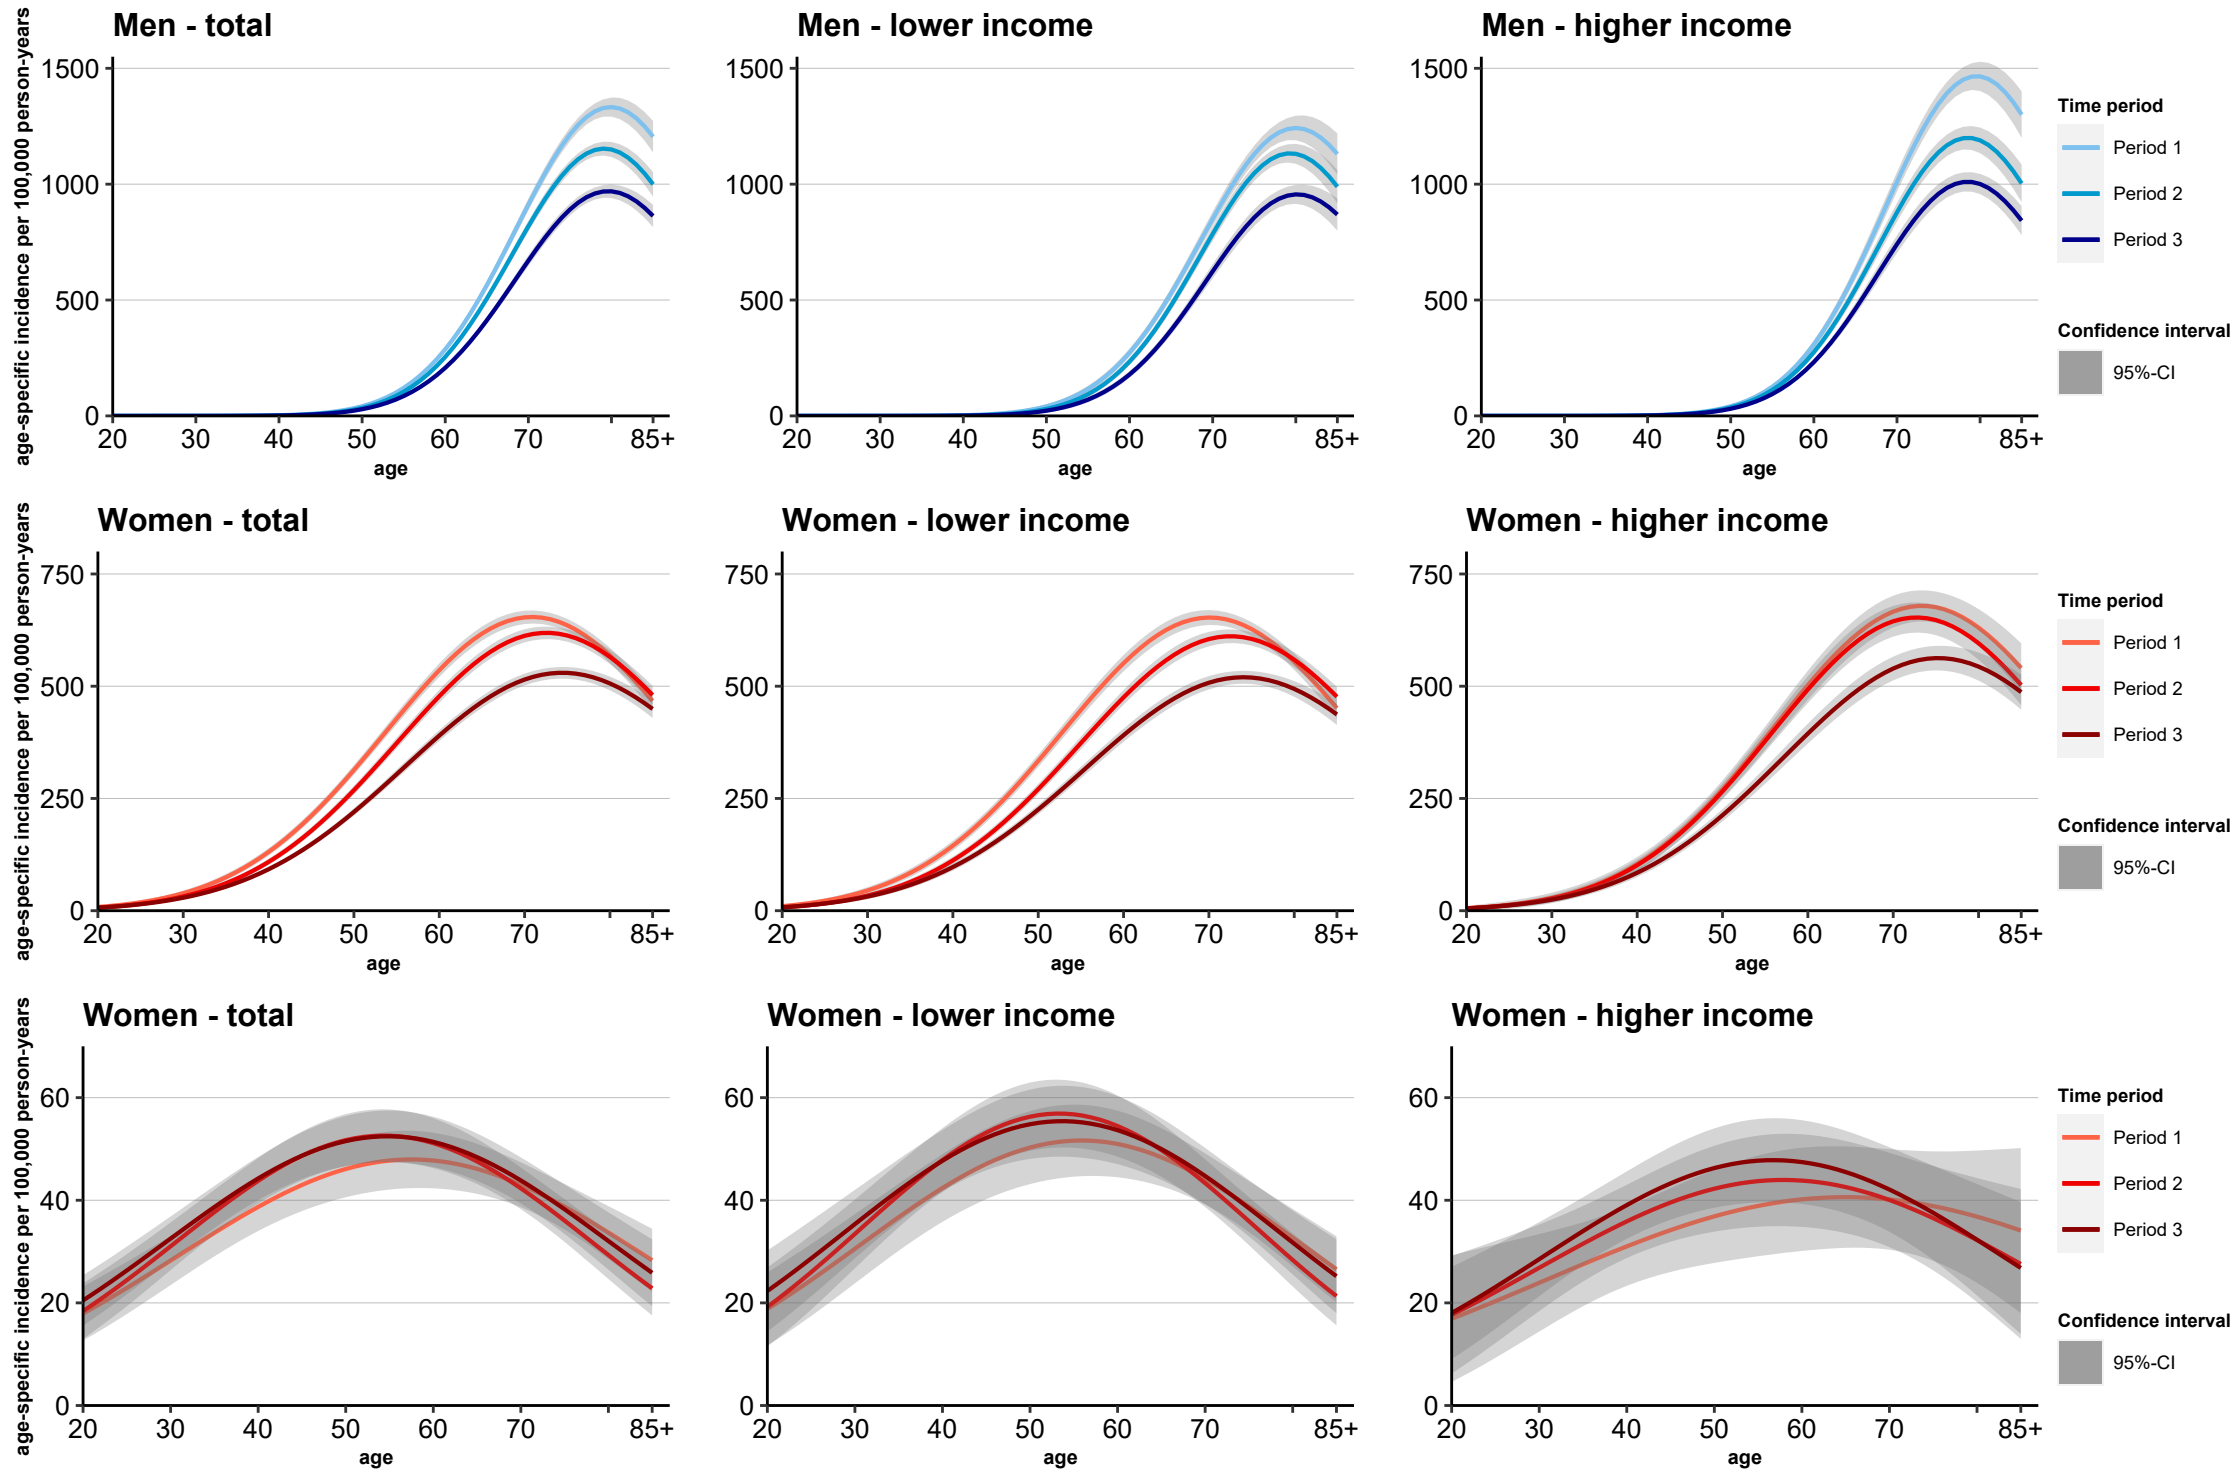 Men - total
Men - lower income
Men - higher income
age-specific incidence per 100,000 person-years
1500
1000
500
0
20 30 40 50 60 70 85+
age
1500
1000
500
0
20 30 40 50 60 70 85+
age
1500
1000
500
0
20 30 40 50 60 70 85+
age
Time period
Period 1
Period 2
Period 3
Confidence interval
95%-CI
Women - total
Women - lower income
Women - higher income
age-specific incidence per 100,000 person-years
750
500
250
0
20 30 40 50 60 70 85+
age
750
500
250
0
20 30 40 50 60 70 85+
age
750
500
250
0
20 30 40 50 60 70 85+
age
Time period
Period 1
Period 2
Period 3
Confidence interval
95%-CI
Women - total
Women - lower income
Women - higher income
age-specific incidence per 100,000 person-years
60
40
20
0
20 30 40 50 60 70 85+
age
60
40
20
0
20 30 40 50 60 70 85+
age
60
40
20
0
20 30 40 50 60 70 85+
age
Time period
Period 1
Period 2
Period 3
Confidence interval
95%-CI